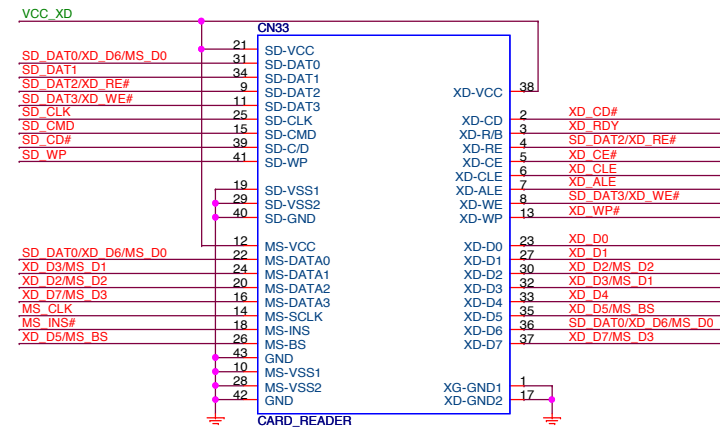 VCC_XD
CN33
21 SD-VCC
SD_DAT0/XD_D6/MS_D0 31 SD-DAT0
SD_DAT1 34 SD-DAT1
SD_DAT2/XD_RE# 9 SD-DAT2 XD-VCC 38
SD_DAT3/XD_WE# 11 SD-DAT3
SD_CLK 25 SD-CLK XD-CD 2 XD_CD#
SD_CMD 15 SD-CMD XD-R/B 3 XD_RDY
SD_CD# 39 SD-C/D XD-RE 4 SD_DAT2/XD_RE#
SD_WP 41 SD-WP XD-CE 5 XD_CE#
XD-CLE 6 XD_CLE
19 SD-VSS1 XD-ALE 7 XD_ALE
29 SD-VSS2 XD-WE 8 SD_DAT3/XD_WE#
40 SD-GND XD-WP 13 XD_WP#
12 MS-VCC XD-D0 23 XD_D0
SD_DAT0/XD_D6/MS_D0 22 MS-DATA0 XD-D1 27 XD_D1
XD_D3/MS_D1 24 MS-DATA1 XD-D2 30 XD_D2/MS_D2
XD_D2/MS_D2 20 MS-DATA2 XD-D3 32 XD_D3/MS_D1
XD_D7/MS_D3 16 MS-DATA3 XD-D4 33 XD_D4
MS_CLK 14 MS-SCLK XD-D5 35 XD_D5/MS_BS
MS_INS# 18 MS-INS XD-D6 36 SD_DAT0/XD_D6/MS_D0
XD_D5/MS_BS 26 MS-BS XD-D7 37 XD_D7/MS_D3
43 GND
10 MS-VSS1
28 MS-VSS2 XG-GND1 1
42 GND XD-GND2 17
CARD_READER